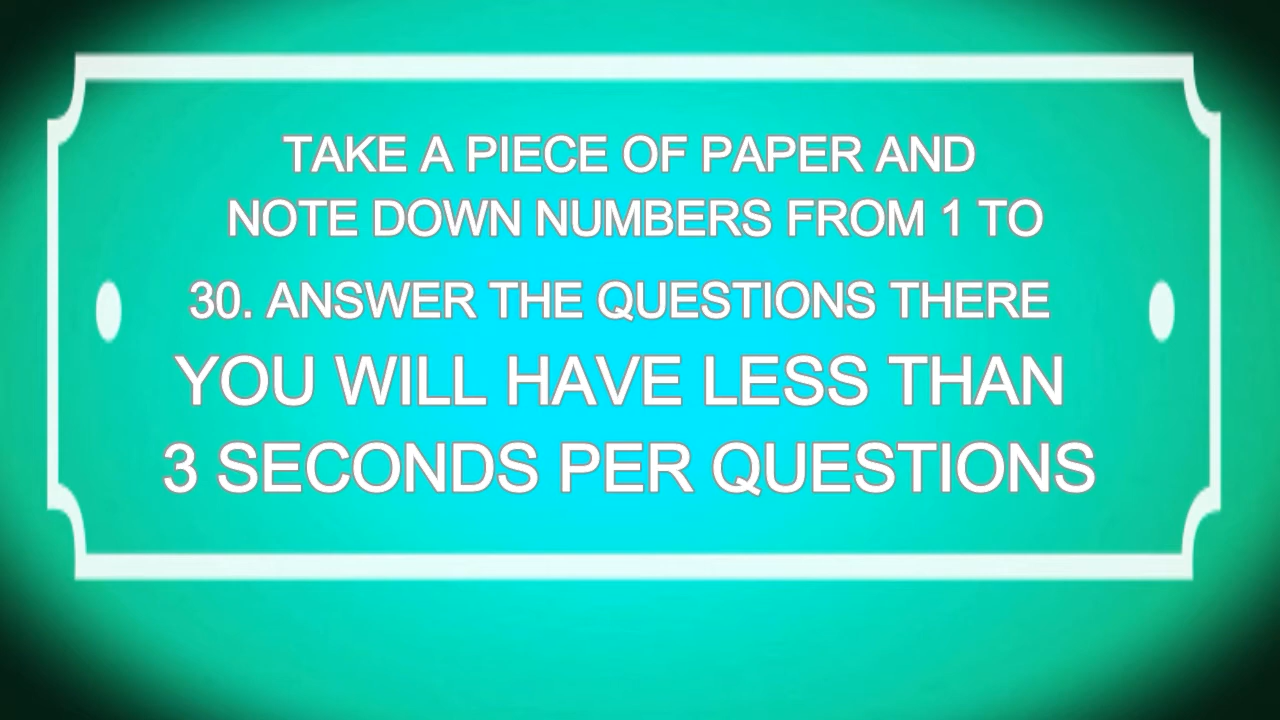 TAKE A PIECE OF PAPER AND
NOTE DOWN NUMBERS FROM 1 TO
30. ANSWER THE QUESTIONS THERE
YOU WILL HAVE LESS THAN
3 SECONDS PER QUESTIONS